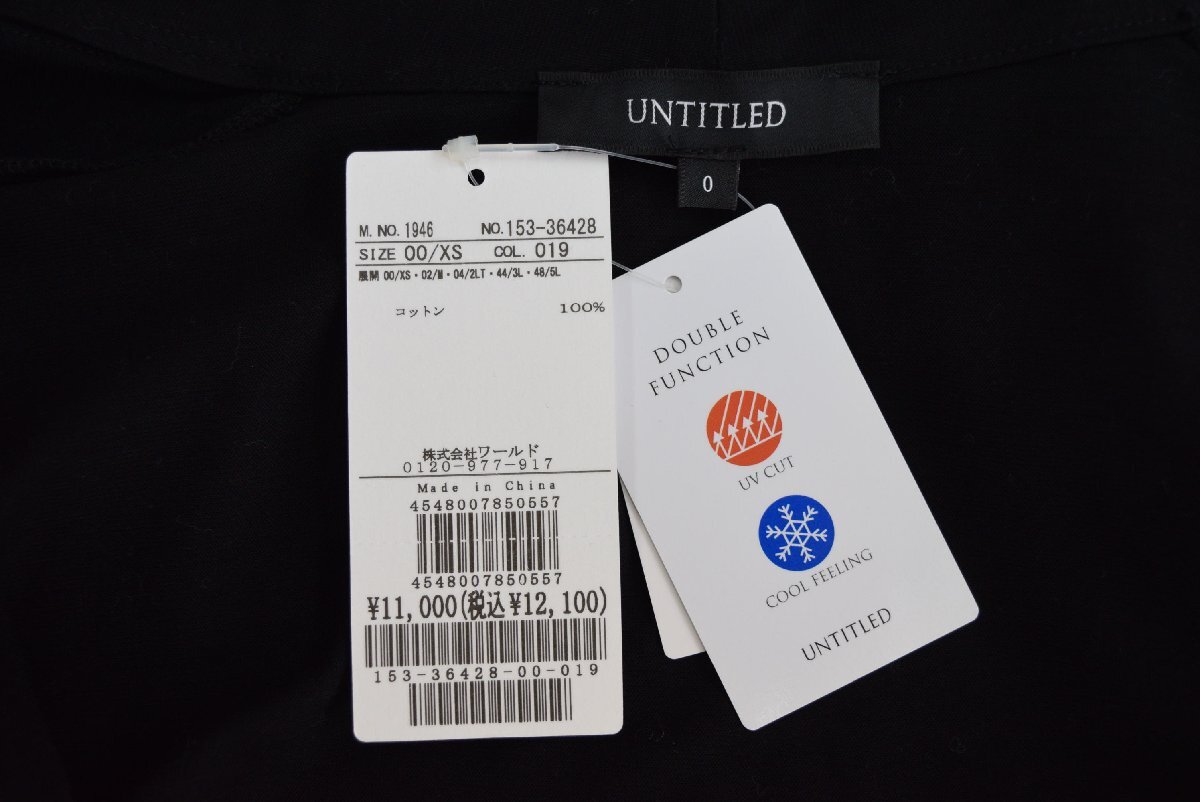 UNTITLED
0
M. NO. 1946 NO. 153-36428
SIZE 00/XS COL. 019
展開 00/XS・02/M・04/2LT・44/3L・48/5L
コットン 100%
株式会社ワールド
0120-977-917
Made in China
4548007850557
4548007850557
¥11,000(税込¥12,100)
153-36428-00-019
DOUBLE
FUNCTION
UV CUT
COOL FEELING
UNTITLED